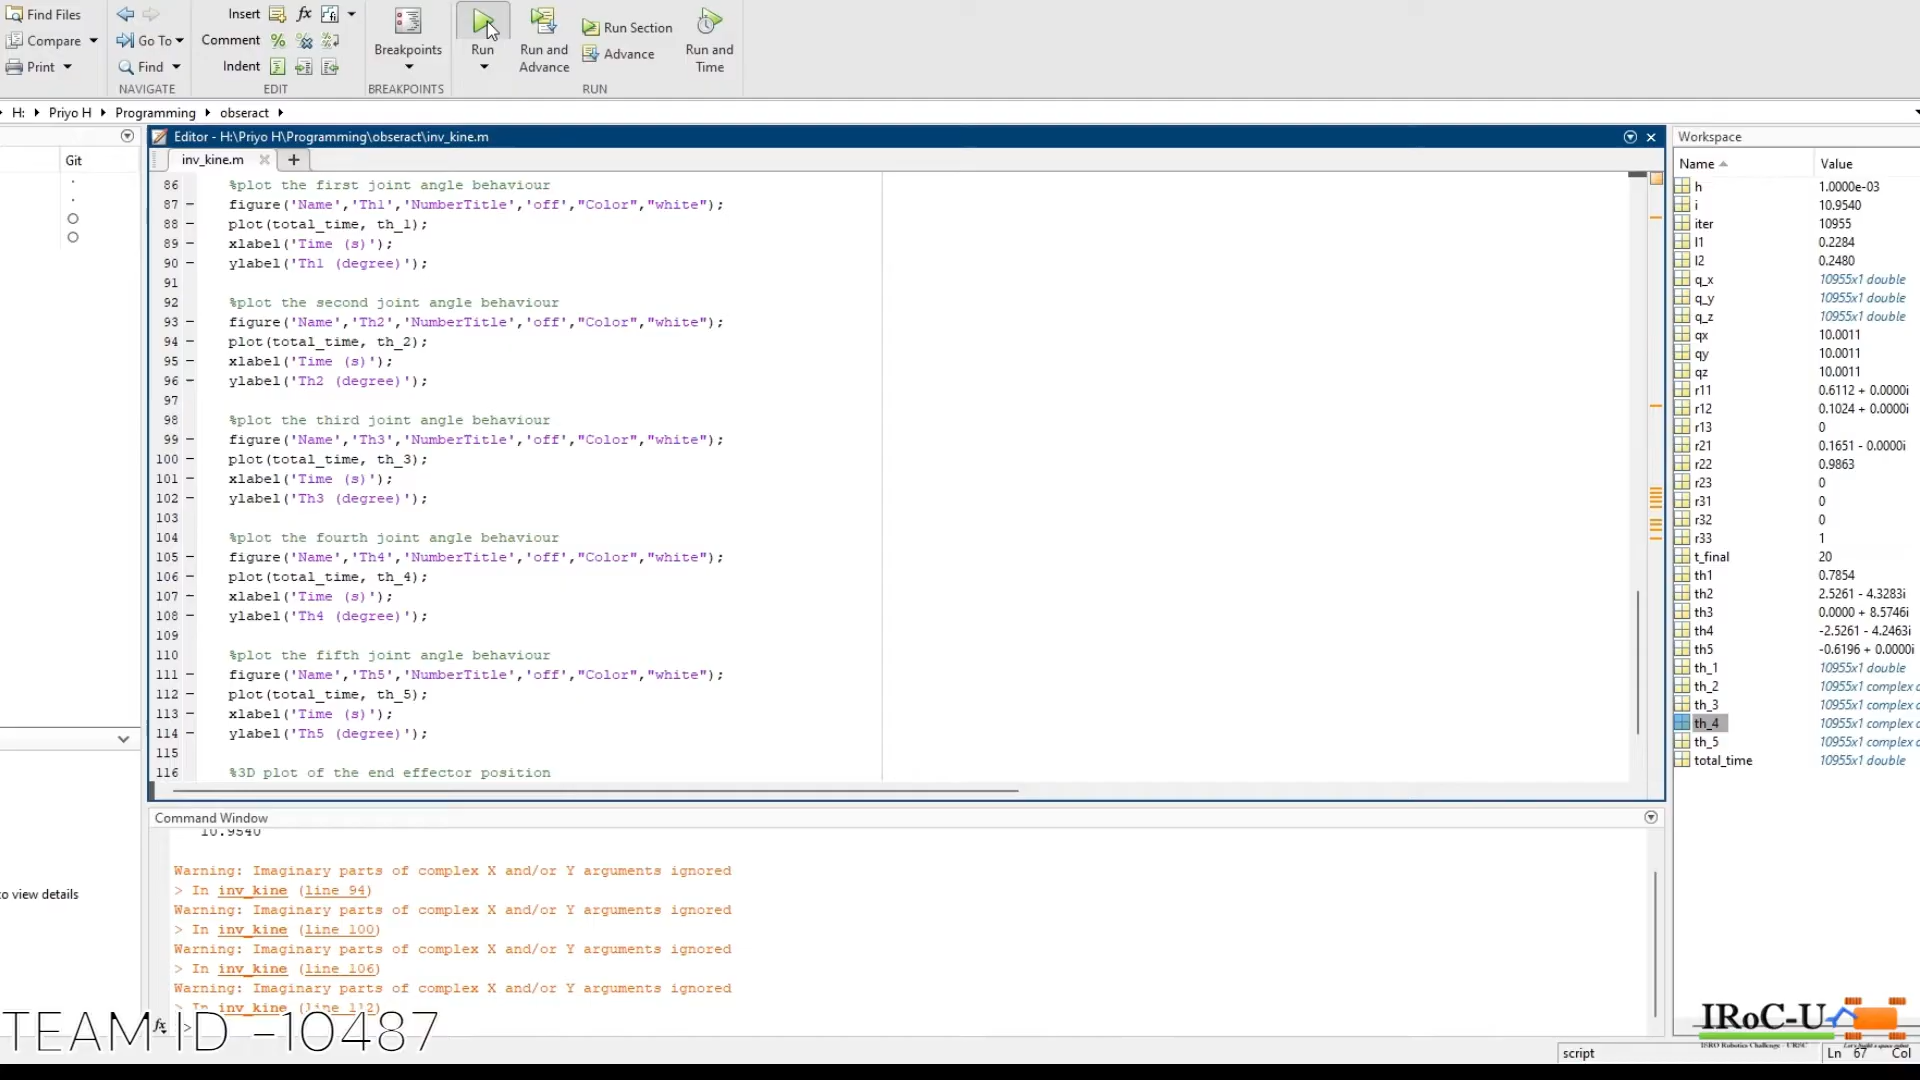 Find Files
Compare
Print
Go To
Find
NAVIGATE
Insert fx
Comment %
Indent
EDIT
Breakpoints
BREAKPOINTS
Run
Run and Advance
Run Section
Advance
Run and Time
RUN
H: Priyo H Programming obseract
Git
Editor - H:\Priyo H\Programming\obseract\inv_kine.m
inv_kine.m
86 %plot the first joint angle behaviour
87 – figure('Name','Th1','NumberTitle','off',"Color","white");
88 – plot(total_time, th_1);
89 – xlabel('Time (s)');
90 – ylabel('Th1 (degree)');
91
92 %plot the second joint angle behaviour
93 – figure('Name','Th2','NumberTitle','off',"Color","white");
94 – plot(total_time, th_2);
95 – xlabel('Time (s)');
96 – ylabel('Th2 (degree)');
97
98 %plot the third joint angle behaviour
99 – figure('Name','Th3','NumberTitle','off',"Color","white");
100 – plot(total_time, th_3);
101 – xlabel('Time (s)');
102 – ylabel('Th3 (degree)');
103
104 %plot the fourth joint angle behaviour
105 – figure('Name','Th4','NumberTitle','off',"Color","white");
106 – plot(total_time, th_4);
107 – xlabel('Time (s)');
108 – ylabel('Th4 (degree)');
109
110 %plot the fifth joint angle behaviour
111 – figure('Name','Th5','NumberTitle','off',"Color","white");
112 – plot(total_time, th_5);
113 – xlabel('Time (s)');
114 – ylabel('Th5 (degree)');
115
116 %3D plot of the end effector position
to view details
Command Window
10.9540
Warning: Imaginary parts of complex X and/or Y arguments ignored
> In inv_kine (line 94)
Warning: Imaginary parts of complex X and/or Y arguments ignored
> In inv_kine (line 100)
Warning: Imaginary parts of complex X and/or Y arguments ignored
> In inv_kine (line 106)
Warning: Imaginary parts of complex X and/or Y arguments ignored
> In inv_kine (line 112)
fx >
TEAM ID -10487
Workspace
Name Value
h 1.0000e-03
i 10.9540
iter 10955
l1 0.2284
l2 0.2480
q_x 10955x1 double
q_y 10955x1 double
q_z 10955x1 double
qx 10.0011
qy 10.0011
qz 10.0011
r11 0.6112 + 0.0000i
r12 0.1024 + 0.0000i
r13 0
r21 0.1651 - 0.0000i
r22 0.9863
r23 0
r31 0
r32 0
r33 1
t_final 20
th1 0.7854
th2 2.5261 - 4.3283i
th3 0.0000 + 8.5746i
th4 -2.5261 - 4.2463i
th5 -0.6196 + 0.0000i
th_1 10955x1 double
th_2 10955x1 complex d
th_3 10955x1 complex d
th_4 10955x1 complex d
th_5 10955x1 complex d
total_time 10955x1 double
IRoC-U
ISRO Robotics Challenge - URSC
script
Ln 67 Col